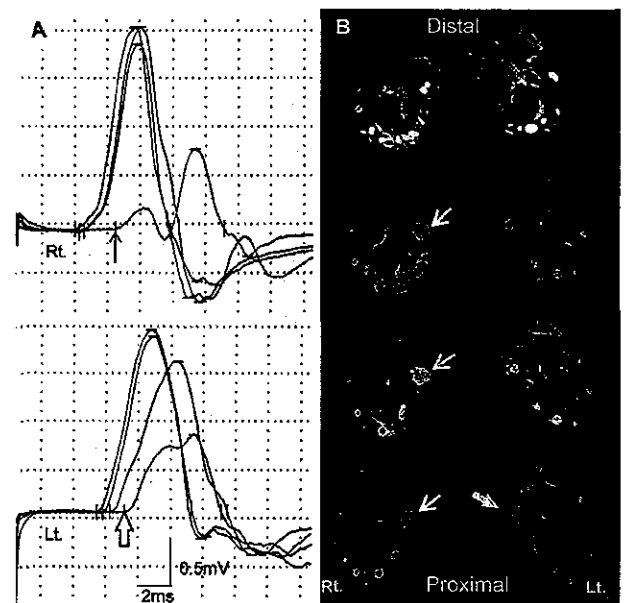 A
Rt.
Lt.
0.5mV
2ms
B
Distal
Rt.
Proximal
Lt.